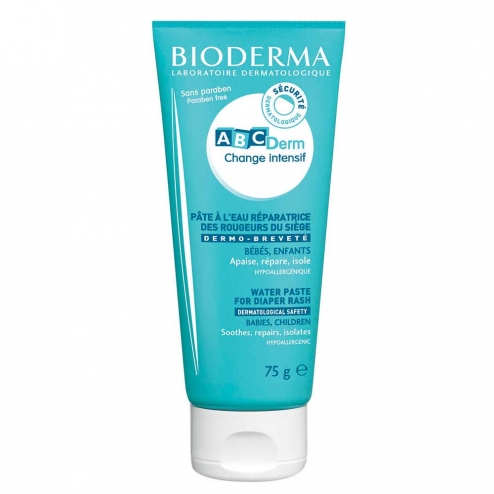 BIODERMA
LABORATOIRE DERMATOLOGIQUE
Sans paraben
Paraben free
SÉCURITÉ
DERMATOLOGIQUE
ABCDerm
Change intensif
PÂTE À L'EAU RÉPARATRICE
DES ROUGEURS DU SIÈGE
DERMO-BREVETÉ
BÉBÉS, ENFANTS
Apaise, répare, isole
HYPOALLERGÉNIQUE
WATER PASTE
FOR DIAPER RASH
DERMATOLOGICAL SAFETY
BABIES, CHILDREN
Soothes, repairs, isolates
HYPOALLERGENIC
75 g ℮